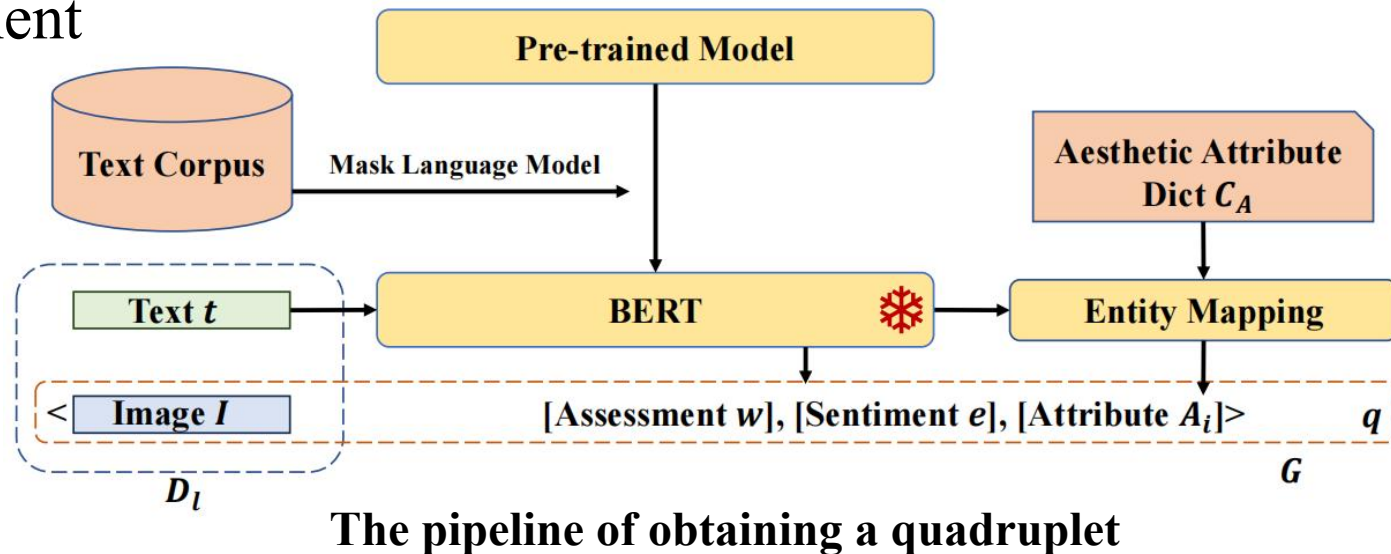 Pre-trained Model
Text Corpus
Mask Language Model
Aesthetic Attribute
Dict C_A
Text t
BERT
Entity Mapping
< Image I [Assessment w], [Sentiment e], [Attribute A_i]> q
D_l
G
The pipeline of obtaining a quadruplet